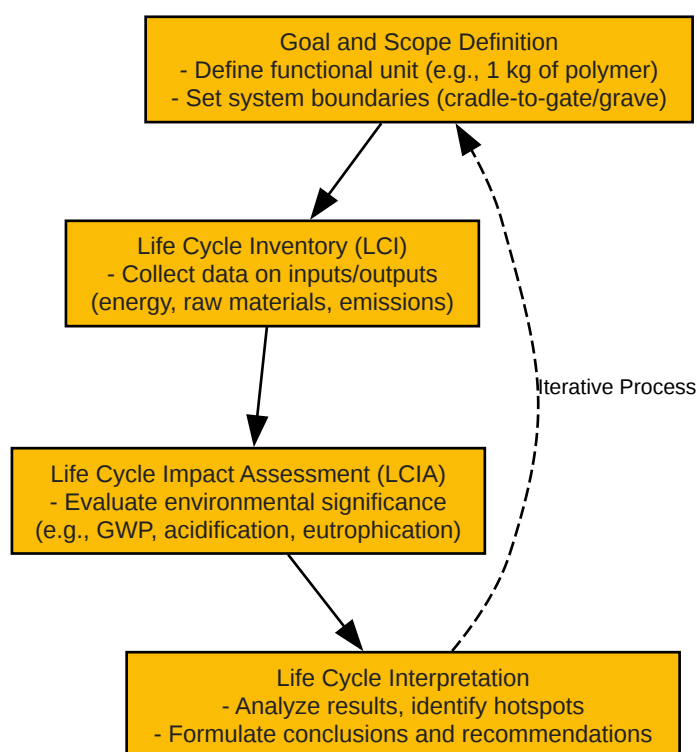 Goal and Scope Definition
- Define functional unit (e.g., 1 kg of polymer)
- Set system boundaries (cradle-to-gate/grave)
Life Cycle Inventory (LCI)
- Collect data on inputs/outputs
(energy, raw materials, emissions)
Iterative Process
Life Cycle Impact Assessment (LCIA)
- Evaluate environmental significance
(e.g., GWP, acidification, eutrophication)
Life Cycle Interpretation
- Analyze results, identify hotspots
- Formulate conclusions and recommendations